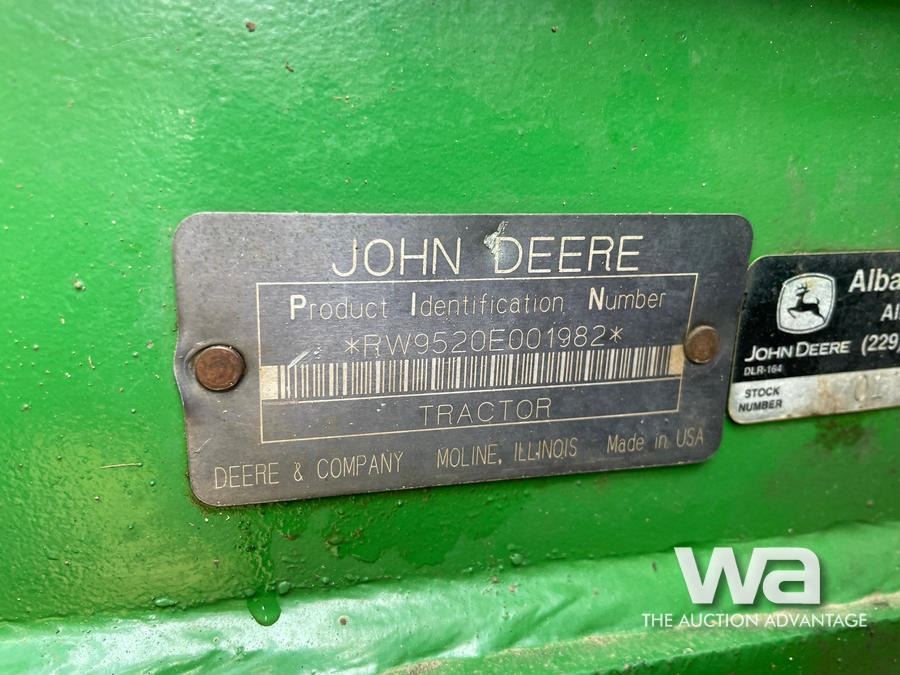 JOHN DEERE
Product Identification Number
*RW9520E001982*
TRACTOR
DEERE & COMPANY MOLINE, ILLINOIS Made in USA
JOHN DEERE (229)
DLR-164
STOCK
NUMBER 01
wa
THE AUCTION ADVANTAGE